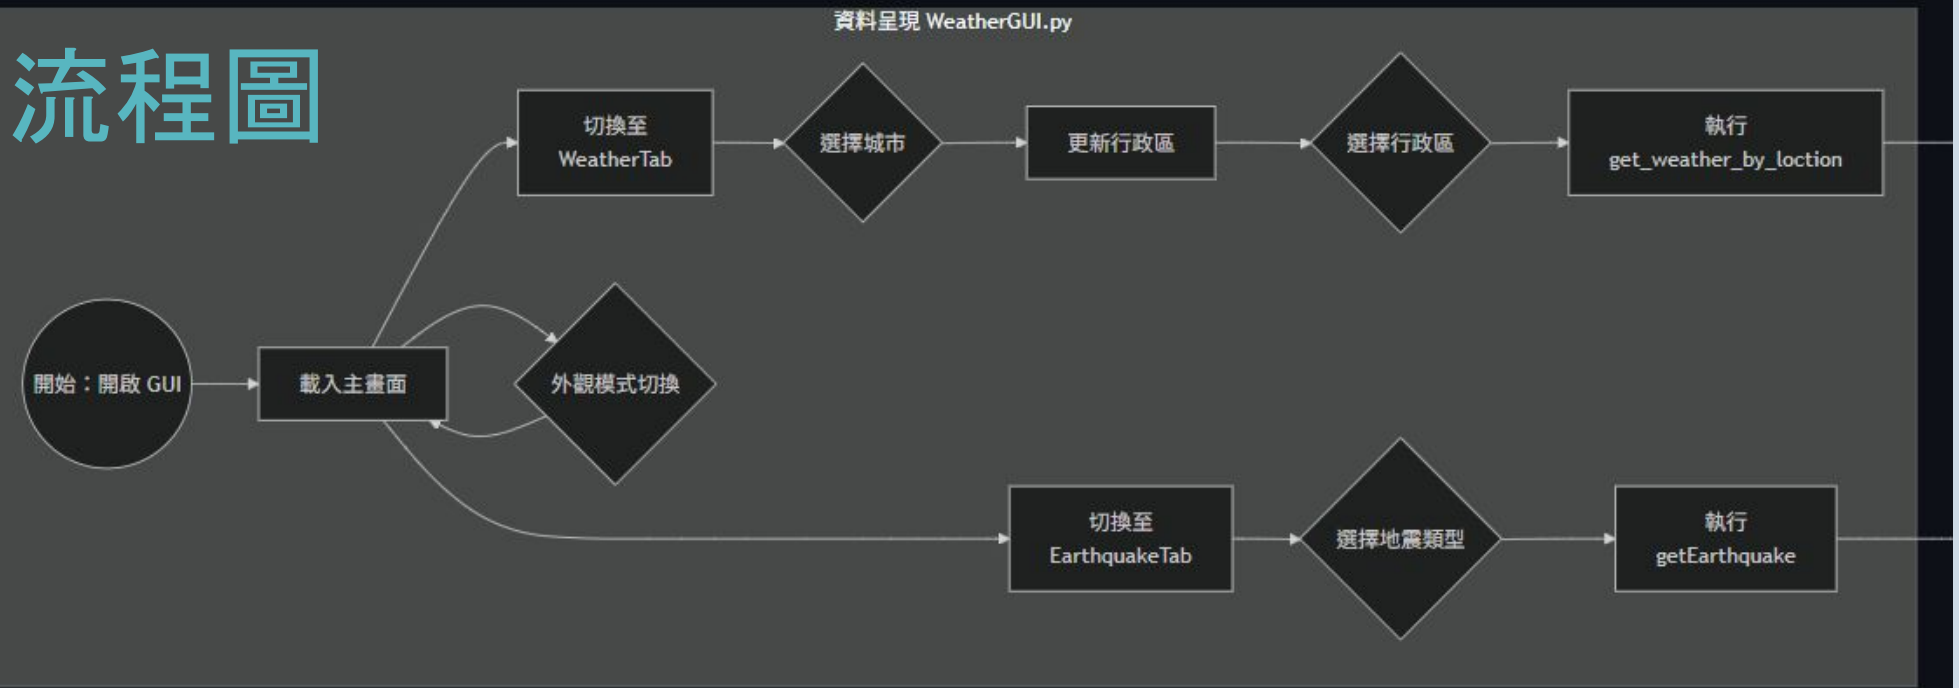 資料呈現 WeatherGUI.py
流程圖
切換至
WeatherTab
選擇城市
更新行政區
選擇行政區
執行
get_weather_by_loction
開始：開啟 GUI
載入主畫面
外觀模式切換
切換至
EarthquakeTab
選擇地震類型
執行
getEarthquake